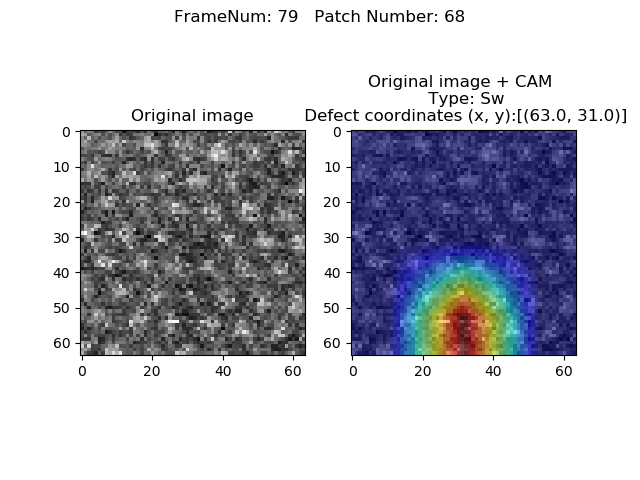 FrameNum: 79   Patch Number: 68
Original image
Original image + CAM
Type: Sw
Defect coordinates (x, y):[(63.0, 31.0)]
0
10
20
30
40
50
60
0 20 40 60
0
10
20
30
40
50
60
0 20 40 60